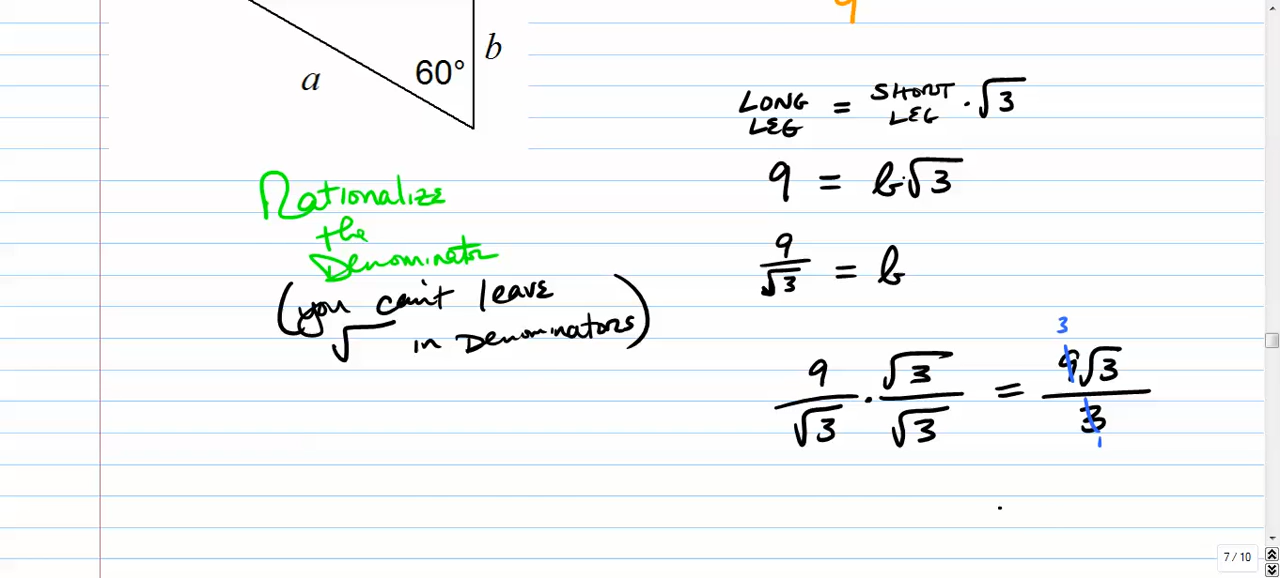 9
b
60°
a
LONG LEG = SHORT LEG · √3
9 = b·√3
9/√3 = b
Rationalize
the
Denominator
(you can't leave
√ in Denominators)
9/√3 · √3/√3 = 9√3/3
3
1
7 / 10